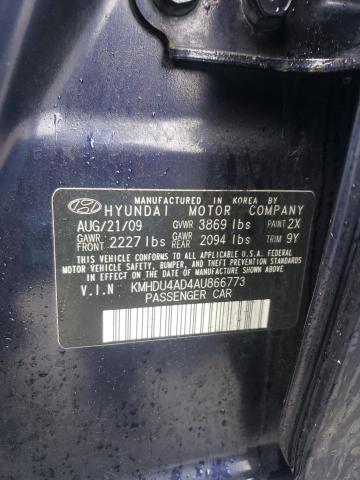 MANUFACTURED IN KOREA BY
HYUNDAI MOTOR COMPANY
AUG/21/09 GVWR 3869 lbs PAINT 2X
GAWR FRONT 2227 lbs GAWR REAR 2094 lbs TRIM 9Y
THIS VEHICLE CONFORMS TO ALL APPLICABLE U.S.
FEDERAL MOTOR VEHICLE SAFETY, BUMPER, AND THEFT
PREVENTION STANDARDS
IN EFFECT ON THE DATE OF MANUFACTURE SHOWN ABOVE.
V.I.N KMHDU4AD4AU866773
PASSENGER CAR